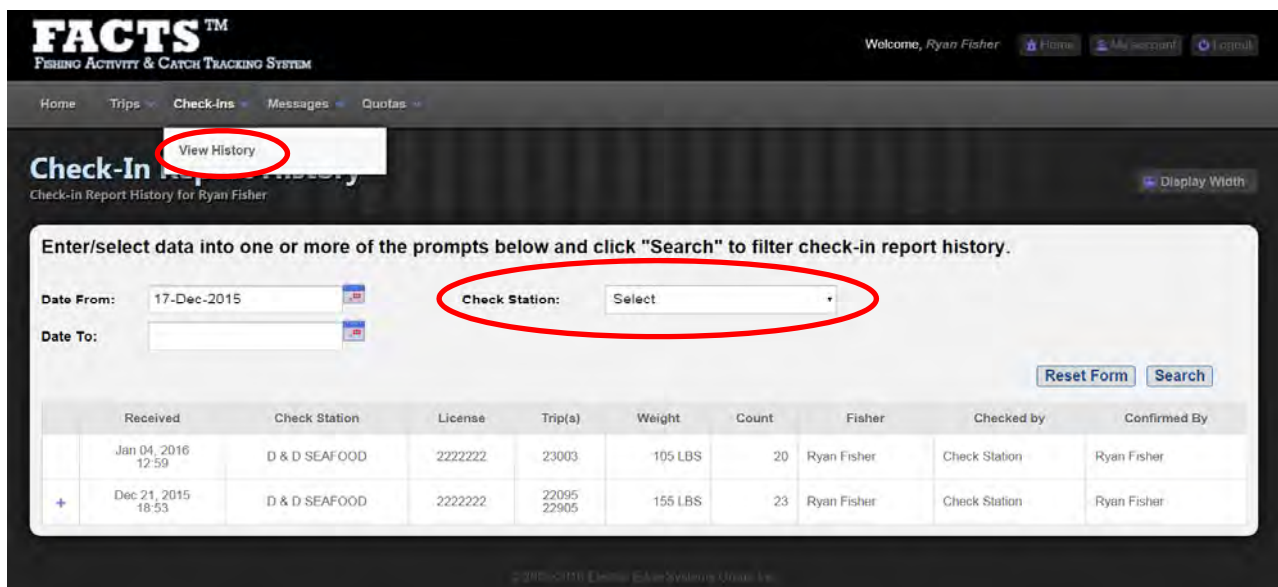 FACTS™
FISHING ACTIVITY & CATCH TRACKING SYSTEM
Welcome, Ryan Fisher Home My account Logout
Home Trips Check-Ins Messages Quotas
View History
Check-In Report History
Check-in Report History for Ryan Fisher
Display Width
Enter/select data into one or more of the prompts below and click "Search" to filter check-in report history.
Date From: 17-Dec-2015 Check Station: Select
Date To:
Reset Form Search
Received Check Station License Trip(s) Weight Count Fisher Checked by Confirmed By
Jan 04, 2016
12:59 D & D SEAFOOD 2222222 23003 105 LBS 20 Ryan Fisher Check Station Ryan Fisher
+ Dec 21, 2015
18:53 D & D SEAFOOD 2222222 22095
22905 155 LBS 23 Ryan Fisher Check Station Ryan Fisher